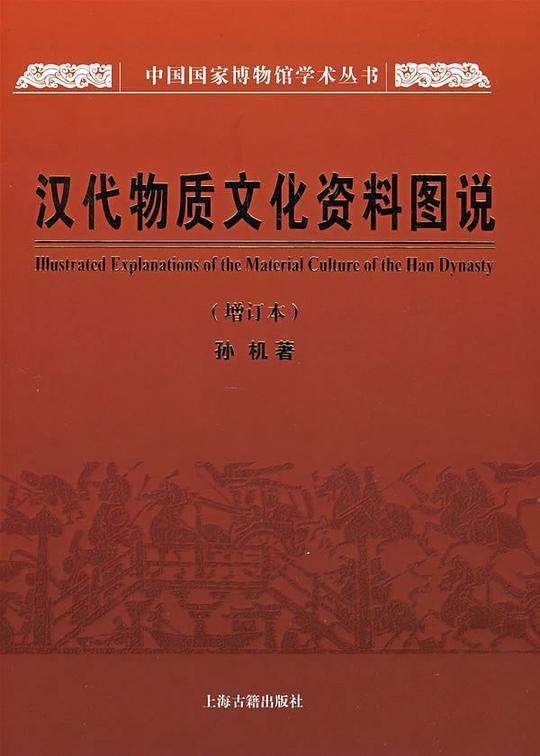 中国国家博物馆学术丛书
汉代物质文化资料图说
Illustrated Explanations of the Material Culture of the Han Dynasty
（增订本）
孙 机著
上海古籍出版社